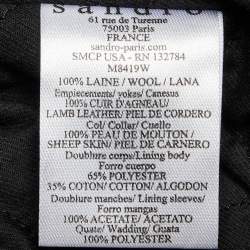 sandro
61 rue de Turenne
75003 Paris
FRANCE
sandro-paris.com
SMCP USA - RN 132784
M8419W
100% LAINE / WOOL / LANA
Empiecements/ yokes/ Canesus
100% CUIR D'AGNEAU/
LAMB LEATHER/ PIEL DE CORDERO
Col/ Collar/ Cuello
100% PEAU DE MOUTON /
SHEEP SKIN/ PIEL DE CARNERO
Doublure corps/Lining body
Forro cuerpo
65% POLYESTER
35% COTON/ COTTON/ ALGODON
Doublure manches/ Lining sleeves/
Forro mangas
100% ACETATE/ ACETATO
Quate/ Wadding/ Guata
100% POLYESTER